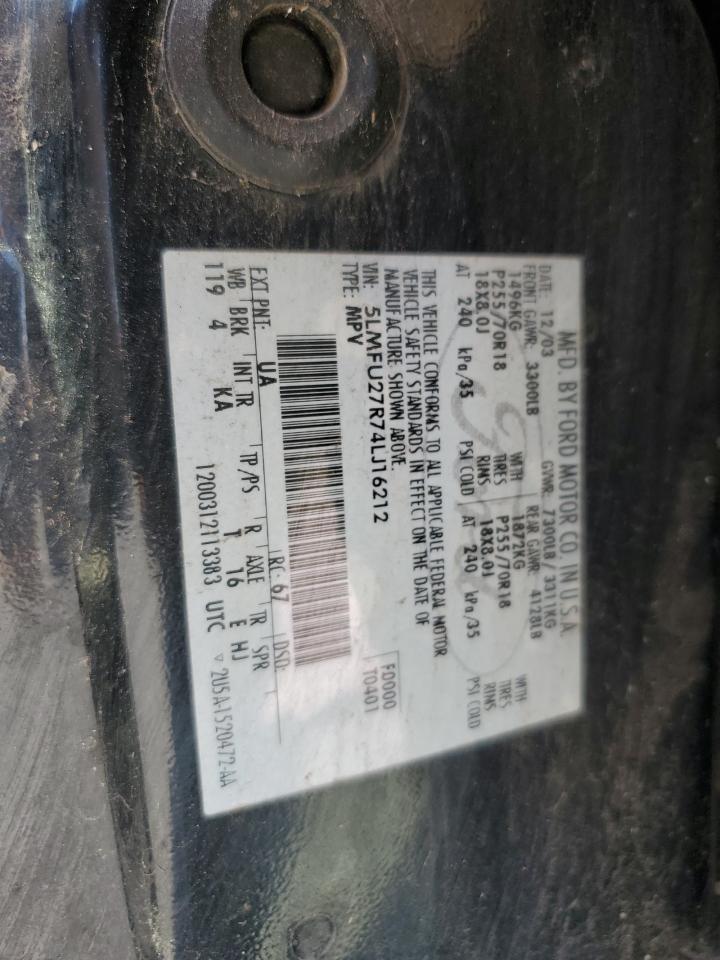 MFD. BY FORD MOTOR CO. IN U.S.A.
DATE: 12/03 GVWR: 7300LB/ 3311KG
FRONT GAWR: 3300LB REAR GAWR: 4128LB
1496KG WITH 1872KG WITH
P255/70R18 TIRES P255/70R18 TIRES
18X8.0J RIMS 18X8.0J RIMS
AT 240 kPa/35 PSI COLD AT 240 kPa/35 PSI COLD
THIS VEHICLE CONFORMS TO ALL APPLICABLE FEDERAL MOTOR
VEHICLE SAFETY STANDARDS IN EFFECT ON THE DATE OF
MANUFACTURE SHOWN ABOVE.
VIN: 5LMFU27R74LJ16212 F0000
TYPE: MPV T0401
EXT PNT: UA RC: 67 DSO:
WB BRK INT TR TP/PS R AXLE TR SPR
119 4 KA T 16 E HJ
120031211338​3 UTC ▽ 2U5A-1520472-AA